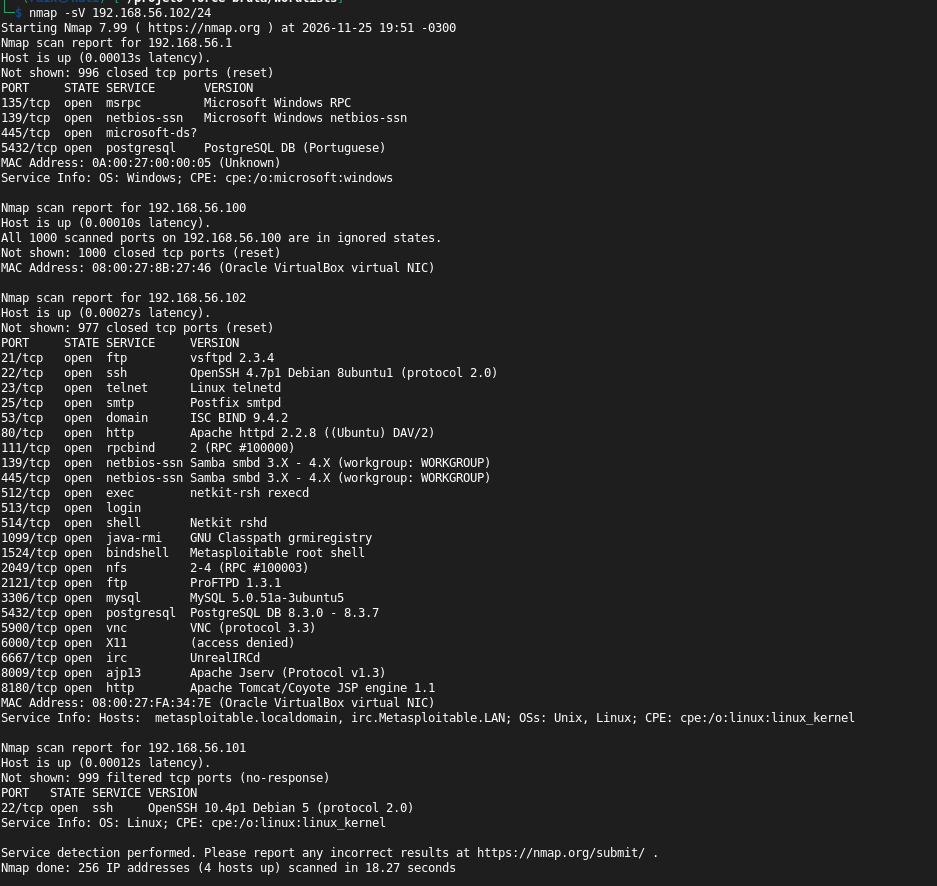 nmap -sV 192.168.56.102/24
Starting Nmap 7.99 ( https://nmap.org ) at 2026-11-25 19:51 -0300
Nmap scan report for 192.168.56.1
Host is up (0.00013s latency).
Not shown: 996 closed tcp ports (reset)
PORT     STATE SERVICE       VERSION
135/tcp  open  msrpc         Microsoft Windows RPC
139/tcp  open  netbios-ssn   Microsoft Windows netbios-ssn
445/tcp  open  microsoft-ds?
5432/tcp open  postgresql    PostgreSQL DB (Portuguese)
MAC Address: 0A:00:27:00:00:05 (Unknown)
Service Info: OS: Windows; CPE: cpe:/o:microsoft:windows

Nmap scan report for 192.168.56.100
Host is up (0.00010s latency).
All 1000 scanned ports on 192.168.56.100 are in ignored states.
Not shown: 1000 closed tcp ports (reset)
MAC Address: 08:00:27:8B:27:46 (Oracle VirtualBox virtual NIC)

Nmap scan report for 192.168.56.102
Host is up (0.00027s latency).
Not shown: 977 closed tcp ports (reset)
PORT     STATE SERVICE     VERSION
21/tcp   open  ftp         vsftpd 2.3.4
22/tcp   open  ssh         OpenSSH 4.7p1 Debian 8ubuntu1 (protocol 2.0)
23/tcp   open  telnet      Linux telnetd
25/tcp   open  smtp        Postfix smtpd
53/tcp   open  domain      ISC BIND 9.4.2
80/tcp   open  http        Apache httpd 2.2.8 ((Ubuntu) DAV/2)
111/tcp  open  rpcbind     2 (RPC #100000)
139/tcp  open  netbios-ssn Samba smbd 3.X - 4.X (workgroup: WORKGROUP)
445/tcp  open  netbios-ssn Samba smbd 3.X - 4.X (workgroup: WORKGROUP)
512/tcp  open  exec        netkit-rsh rexecd
513/tcp  open  login
514/tcp  open  shell       Netkit rshd
1099/tcp open  java-rmi    GNU Classpath grmiregistry
1524/tcp open  bindshell   Metasploitable root shell
2049/tcp open  nfs         2-4 (RPC #100003)
2121/tcp open  ftp         ProFTPD 1.3.1
3306/tcp open  mysql       MySQL 5.0.51a-3ubuntu5
5432/tcp open  postgresql  PostgreSQL DB 8.3.0 - 8.3.7
5900/tcp open  vnc         VNC (protocol 3.3)
6000/tcp open  X11         (access denied)
6667/tcp open  irc         UnrealIRCd
8009/tcp open  ajp13       Apache Jserv (Protocol v1.3)
8180/tcp open  http        Apache Tomcat/Coyote JSP engine 1.1
MAC Address: 08:00:27:FA:34:7E (Oracle VirtualBox virtual NIC)
Service Info: Hosts:  metasploitable.localdomain, irc.Metasploitable.LAN; OSs: Unix, Linux; CPE: cpe:/o:linux:linux_kernel

Nmap scan report for 192.168.56.101
Host is up (0.00012s latency).
Not shown: 999 filtered tcp ports (no-response)
PORT   STATE SERVICE VERSION
22/tcp open  ssh     OpenSSH 10.4p1 Debian 5 (protocol 2.0)
Service Info: OS: Linux; CPE: cpe:/o:linux:linux_kernel

Service detection performed. Please report any incorrect results at https://nmap.org/submit/ .
Nmap done: 256 IP addresses (4 hosts up) scanned in 18.27 seconds